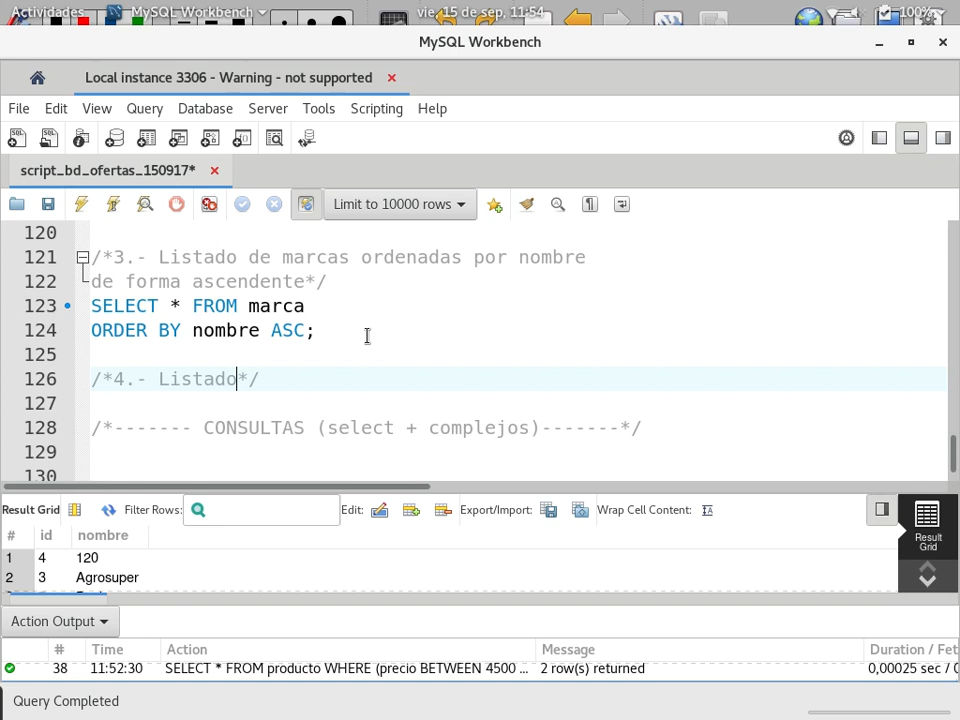 Actividades
MySQL Workbench
vie, 15 de sep, 11:54
100%
MySQL Workbench
Local instance 3306 - Warning - not supported
File Edit View Query Database Server Tools Scripting Help
script_bd_ofertas_150917*
Limit to 10000 rows
120
121 /*3.- Listado de marcas ordenadas por nombre
122 de forma ascendente*/
123 SELECT * FROM marca
124 ORDER BY nombre ASC;
125
126 /*4.- Listado*/
127
128 /*------- CONSULTAS (select + complejos)-------*/
129
130
Result Grid Filter Rows: Edit: Export/Import: Wrap Cell Content:
# id nombre
1 4 120
2 3 Agrosuper
Result Grid
Action Output
# Time Action Message Duration / Fet
38 11:52:30 SELECT * FROM producto WHERE (precio BETWEEN 4500 ... 2 row(s) returned 0,00025 sec / 0
Query Completed